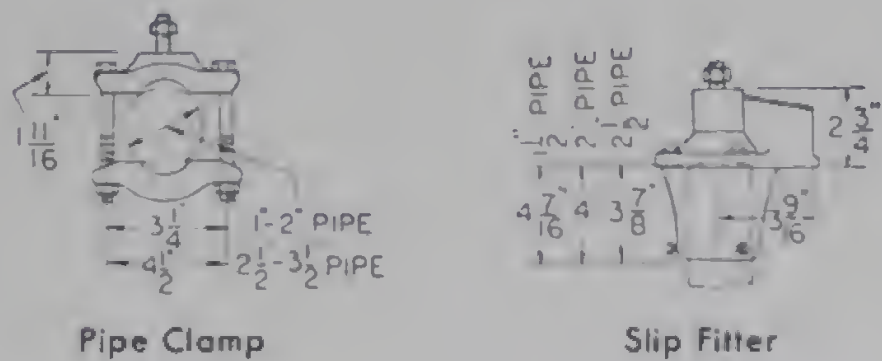 1 11/16"
3 1/4" 1"-2" PIPE
4 1/2" 2 1/2-3 1/2 PIPE
Pipe Clamp
1 1/2" PIPE
2" PIPE
2 1/2" PIPE
4 7/16"
4
3 7/8"
2 3/4"
3 9/6"
Slip Fitter